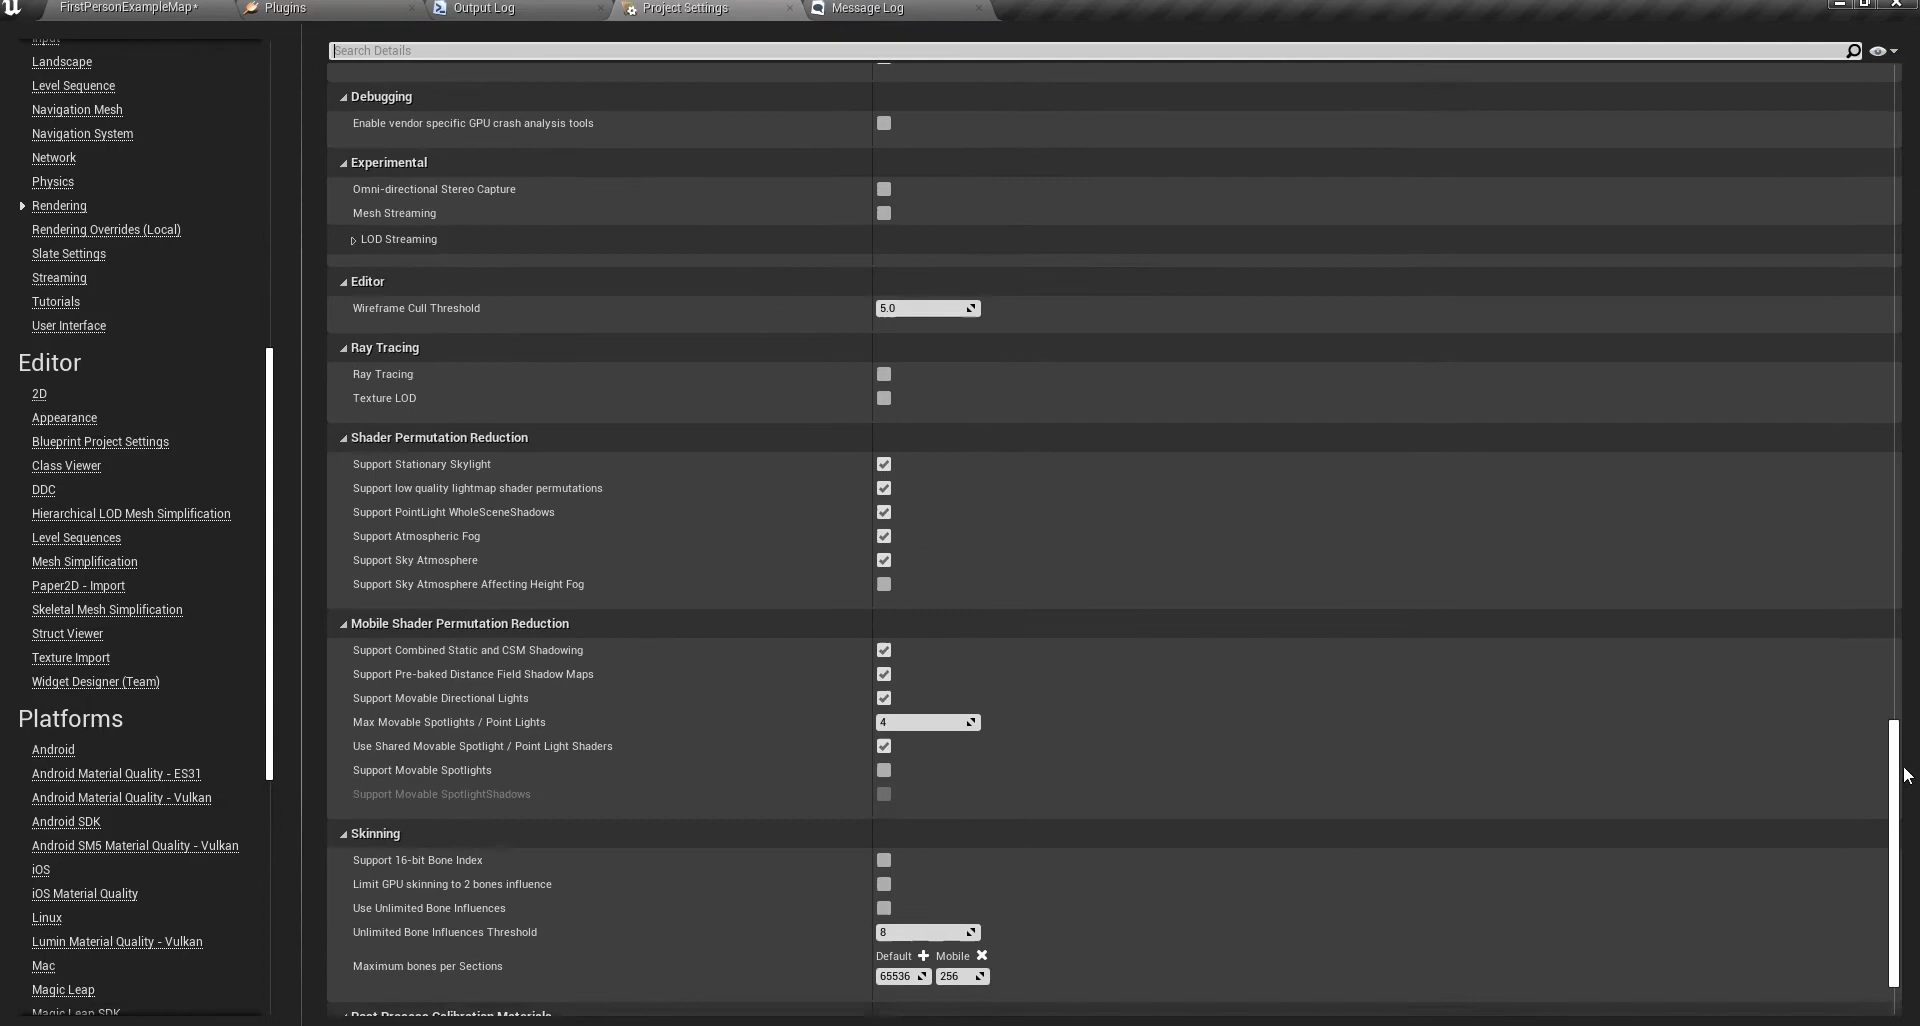 FirstPersonExampleMap*
Plugins
Output Log
Project Settings
Message Log
Input
Landscape
Level Sequence
Navigation Mesh
Navigation System
Network
Physics
Rendering
Rendering Overrides (Local)
Slate Settings
Streaming
Tutorials
User Interface
Editor
2D
Appearance
Blueprint Project Settings
Class Viewer
DDC
Hierarchical LOD Mesh Simplification
Level Sequences
Mesh Simplification
Paper2D - Import
Skeletal Mesh Simplification
Struct Viewer
Texture Import
Widget Designer (Team)
Platforms
Android
Android Material Quality - ES31
Android Material Quality - Vulkan
Android SDK
Android SM5 Material Quality - Vulkan
iOS
iOS Material Quality
Linux
Lumin Material Quality - Vulkan
Mac
Magic Leap
Magic Leap SDK
Search Details
Debugging
Enable vendor specific GPU crash analysis tools
Experimental
Omni-directional Stereo Capture
Mesh Streaming
LOD Streaming
Editor
Wireframe Cull Threshold
5.0
Ray Tracing
Ray Tracing
Texture LOD
Shader Permutation Reduction
Support Stationary Skylight
Support low quality lightmap shader permutations
Support PointLight WholeSceneShadows
Support Atmospheric Fog
Support Sky Atmosphere
Support Sky Atmosphere Affecting Height Fog
Mobile Shader Permutation Reduction
Support Combined Static and CSM Shadowing
Support Pre-baked Distance Field Shadow Maps
Support Movable Directional Lights
Max Movable Spotlights / Point Lights
4
Use Shared Movable Spotlight / Point Light Shaders
Support Movable Spotlights
Support Movable SpotlightShadows
Skinning
Support 16-bit Bone Index
Limit GPU skinning to 2 bones influence
Use Unlimited Bone Influences
Unlimited Bone Influences Threshold
8
Maximum bones per Sections
Default Mobile
65536 256
Post Process Calibration Materials